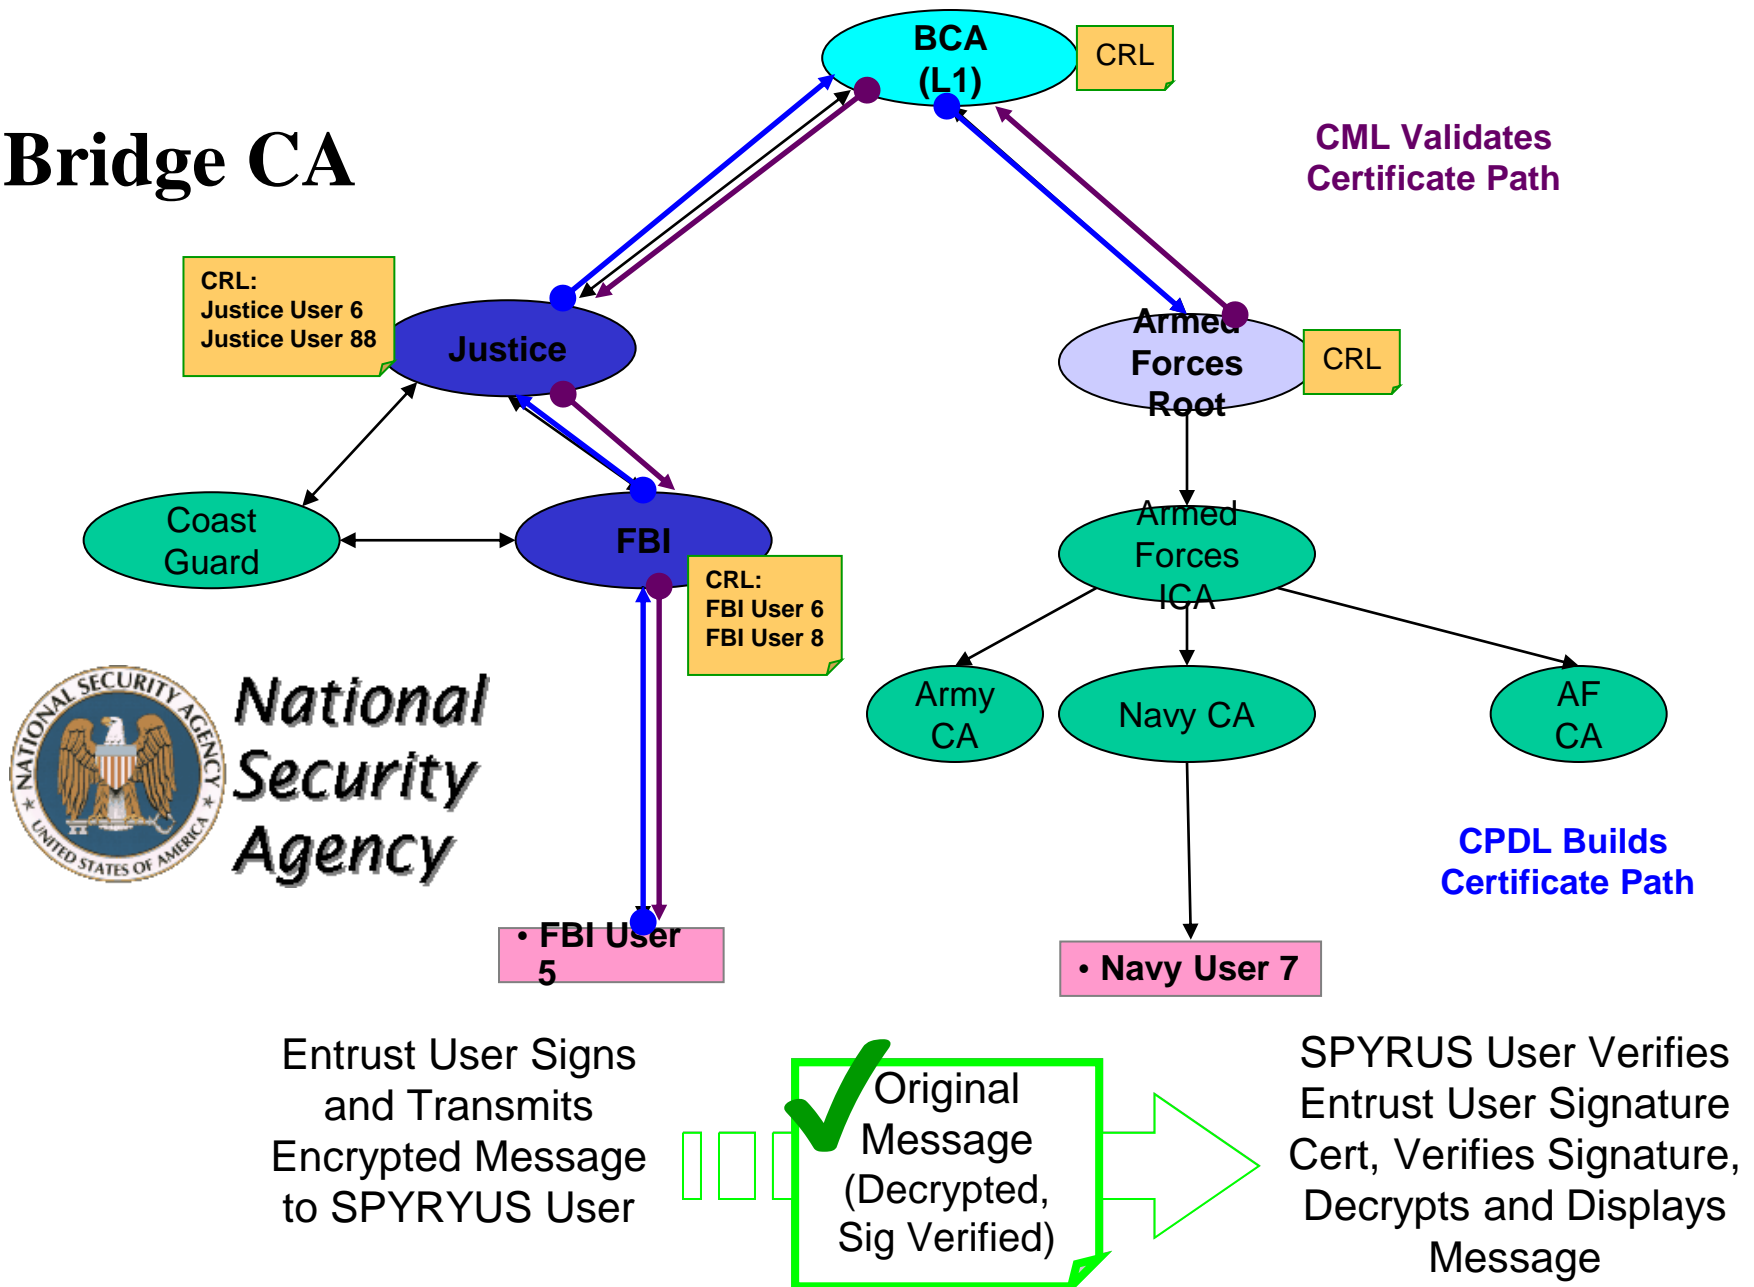 BCA
(L1)
CRL
Bridge CA
CML Validates
Certificate Path
CRL:
Justice User 6
Justice User 88
Justice
Armed
Forces
Root
CRL
Coast
Guard
FBI
CRL:
FBI User 6
FBI User 8
Armed
Forces
ICA
Army
CA
Navy CA
AF
CA
NATIONAL SECURITY AGENCY
UNITED STATES OF AMERICA
National
Security
Agency
CPDL Builds
Certificate Path
• FBI User
5
• Navy User 7
Entrust User Signs
and Transmits
Encrypted Message
to SPYRYUS User
Original
Message
(Decrypted,
Sig Verified)
SPYRUS User Verifies
Entrust User Signature
Cert, Verifies Signature,
Decrypts and Displays
Message